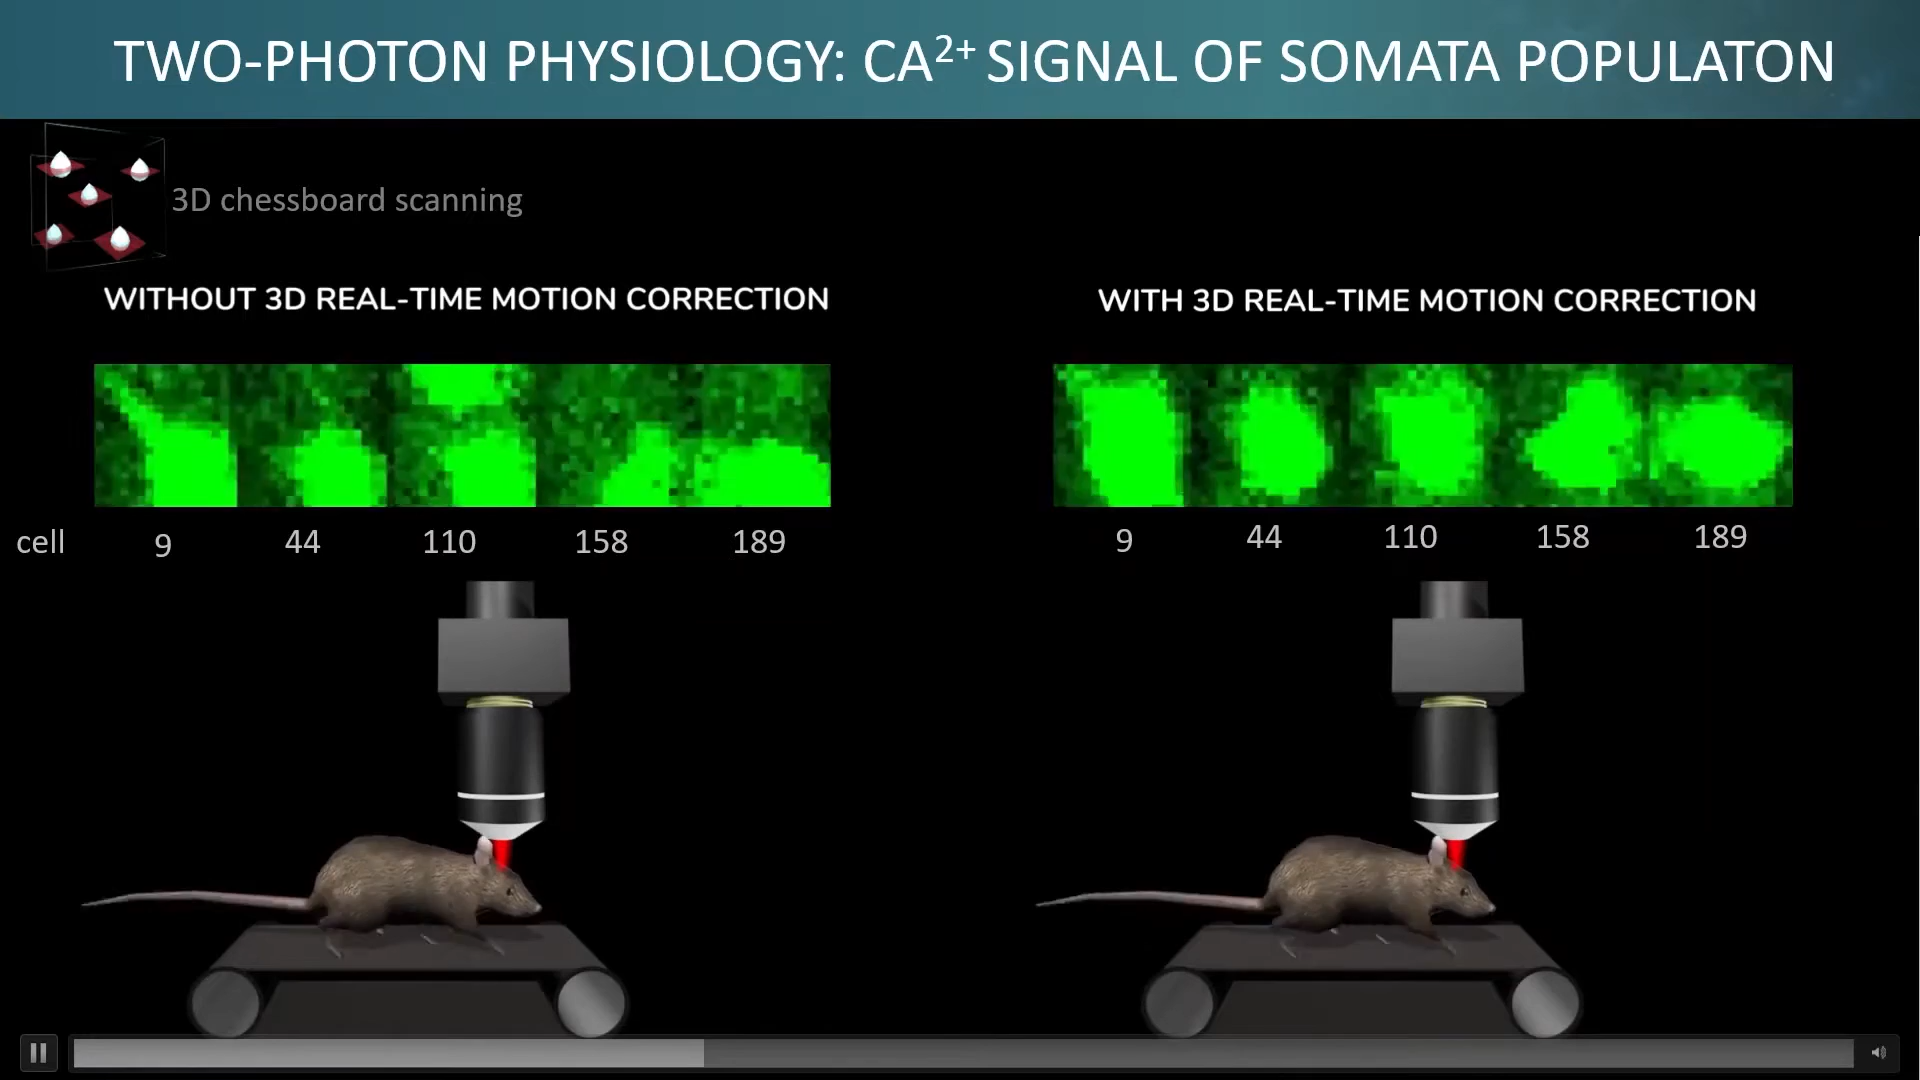 TWO-PHOTON PHYSIOLOGY: CA²⁺ SIGNAL OF SOMATA POPULATON
3D chessboard scanning
WITHOUT 3D REAL-TIME MOTION CORRECTION
WITH 3D REAL-TIME MOTION CORRECTION
cell 9 44 110 158 189
9 44 110 158 189